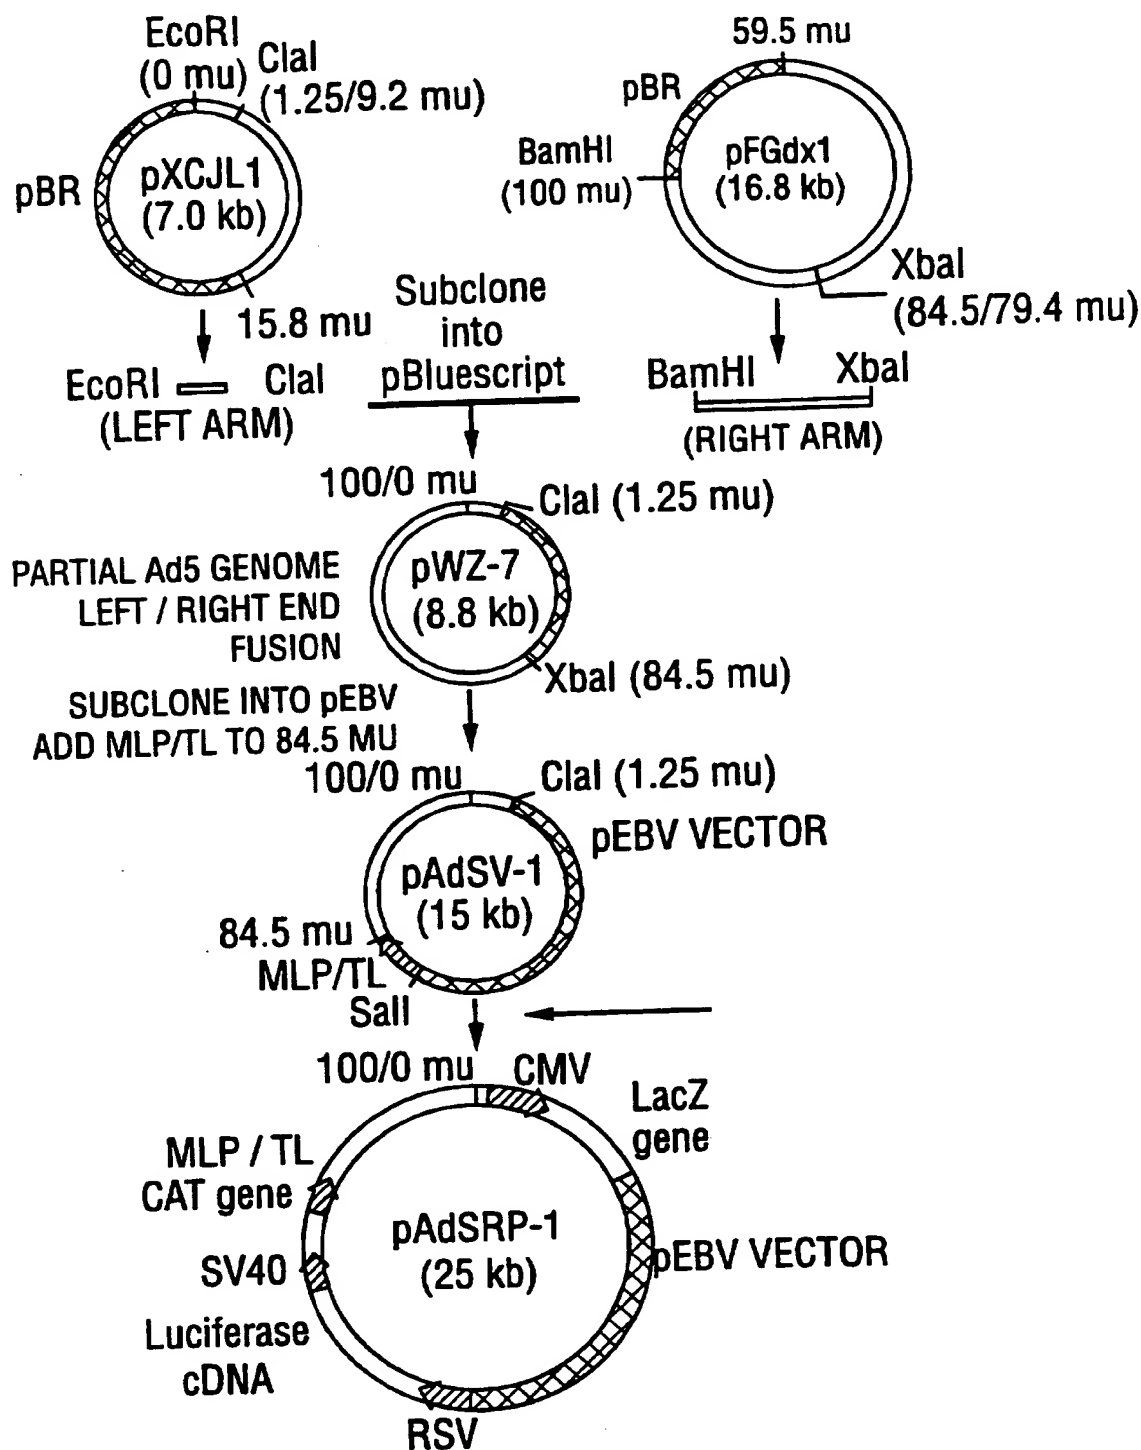 EcoRI
(0 mu)
ClaI
(1.25/9.2 mu)
pBR
pXCJL1
(7.0 kb)
15.8 mu
EcoRI
ClaI
(LEFT ARM)
59.5 mu
pBR
BamHI
(100 mu)
pFGdx1
(16.8 kb)
XbaI
(84.5/79.4 mu)
BamHI
XbaI
(RIGHT ARM)
Subclone
into
pBluescript
100/0 mu
ClaI (1.25 mu)
pWZ-7
(8.8 kb)
PARTIAL Ad5 GENOME
LEFT / RIGHT END
FUSION
XbaI (84.5 mu)
SUBCLONE INTO pEBV
ADD MLP/TL TO 84.5 MU
100/0 mu
ClaI (1.25 mu)
pEBV VECTOR
pAdSV-1
(15 kb)
84.5 mu
MLP/TL
SalI
100/0 mu
CMV
LacZ
gene
MLP / TL
CAT gene
pAdSRP-1
(25 kb)
pEBV VECTOR
SV40
Luciferase
cDNA
RSV